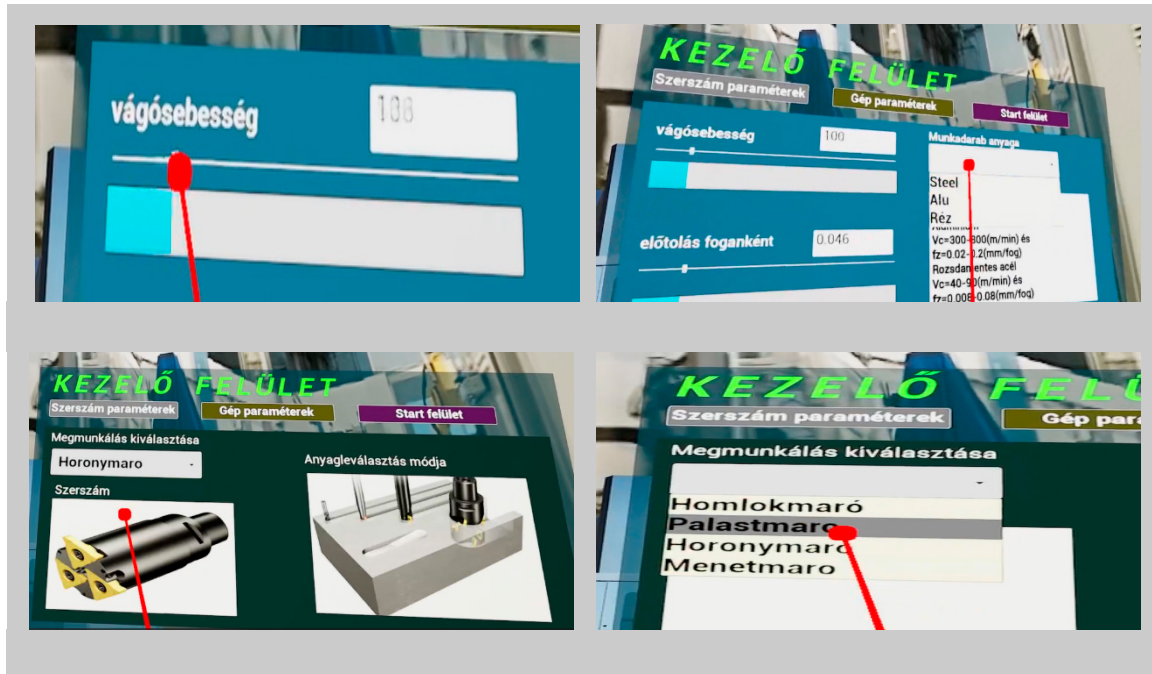 vágósebesség
KEZELŐ FELÜLET
Szerszám paraméterek
Gép paraméterek
Start felület
vágósebesség
100
Munkadarab anyaga
Steel
Alu
Réz
előtolás foganként
0.046
Vc=300-800(m/min) és
fz=0.02-0.2(mm/fog)
Rozsdamentes acél
Vc=40-90(m/min) és
fz=0.008-0.08(mm/fog)
KEZELŐ FELÜLET
Szerszám paraméterek
Gép paraméterek
Start felület
Megmunkálás kiválasztása
Horonymaro
Szerszám
Anyagleválasztás módja
KEZELŐ
Szerszám paraméterek
Gép
Megmunkálás kiválasztása
Homlokmaró
Palastmaro
Horonymaro
Menetmaro